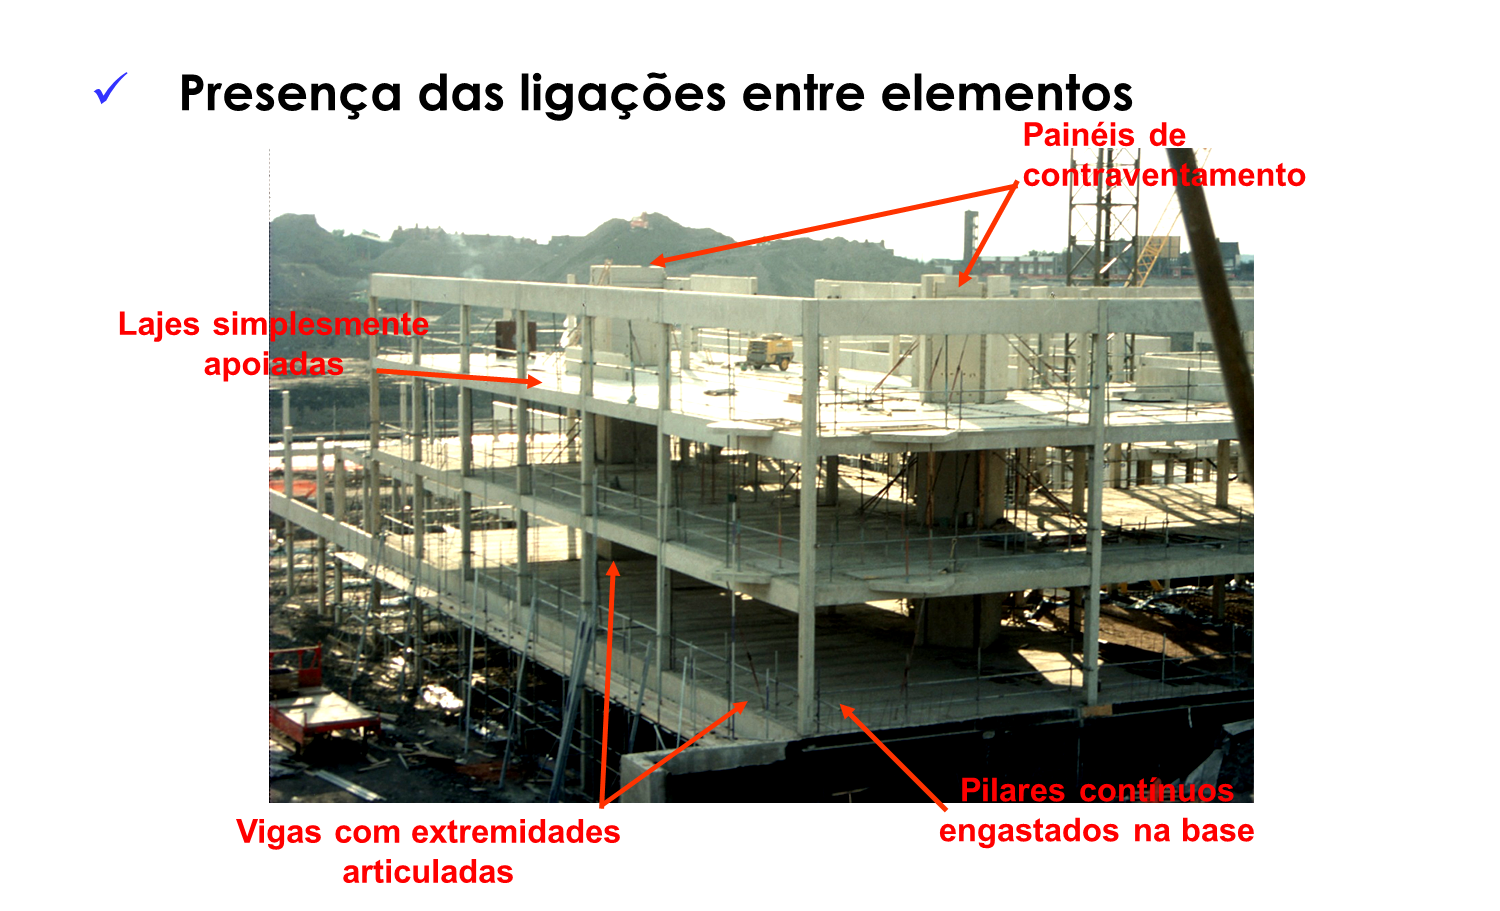 Presença das ligações entre elementos
Painéis de
contraventamento
Lajes simplesmente
apoiadas
Pilares contínuos
engastados na base
Vigas com extremidades
articuladas